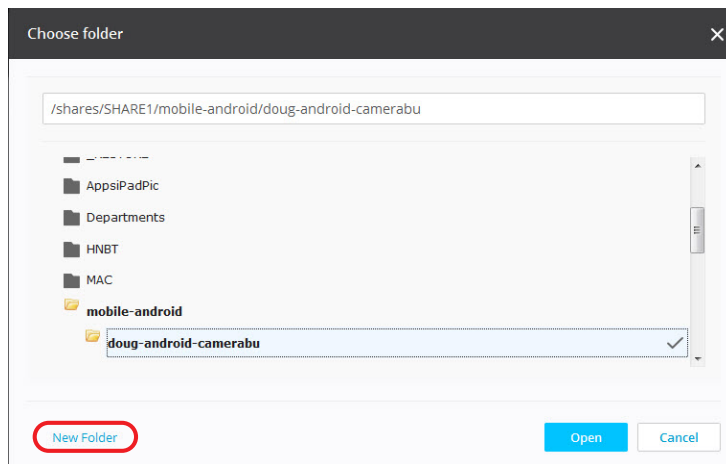 Choose folder
/shares/SHARE1/mobile-android/doug-android-camerabu
AppsiPadPic
Departments
HNBT
MAC
mobile-android
doug-android-camerabu
New Folder
Open
Cancel